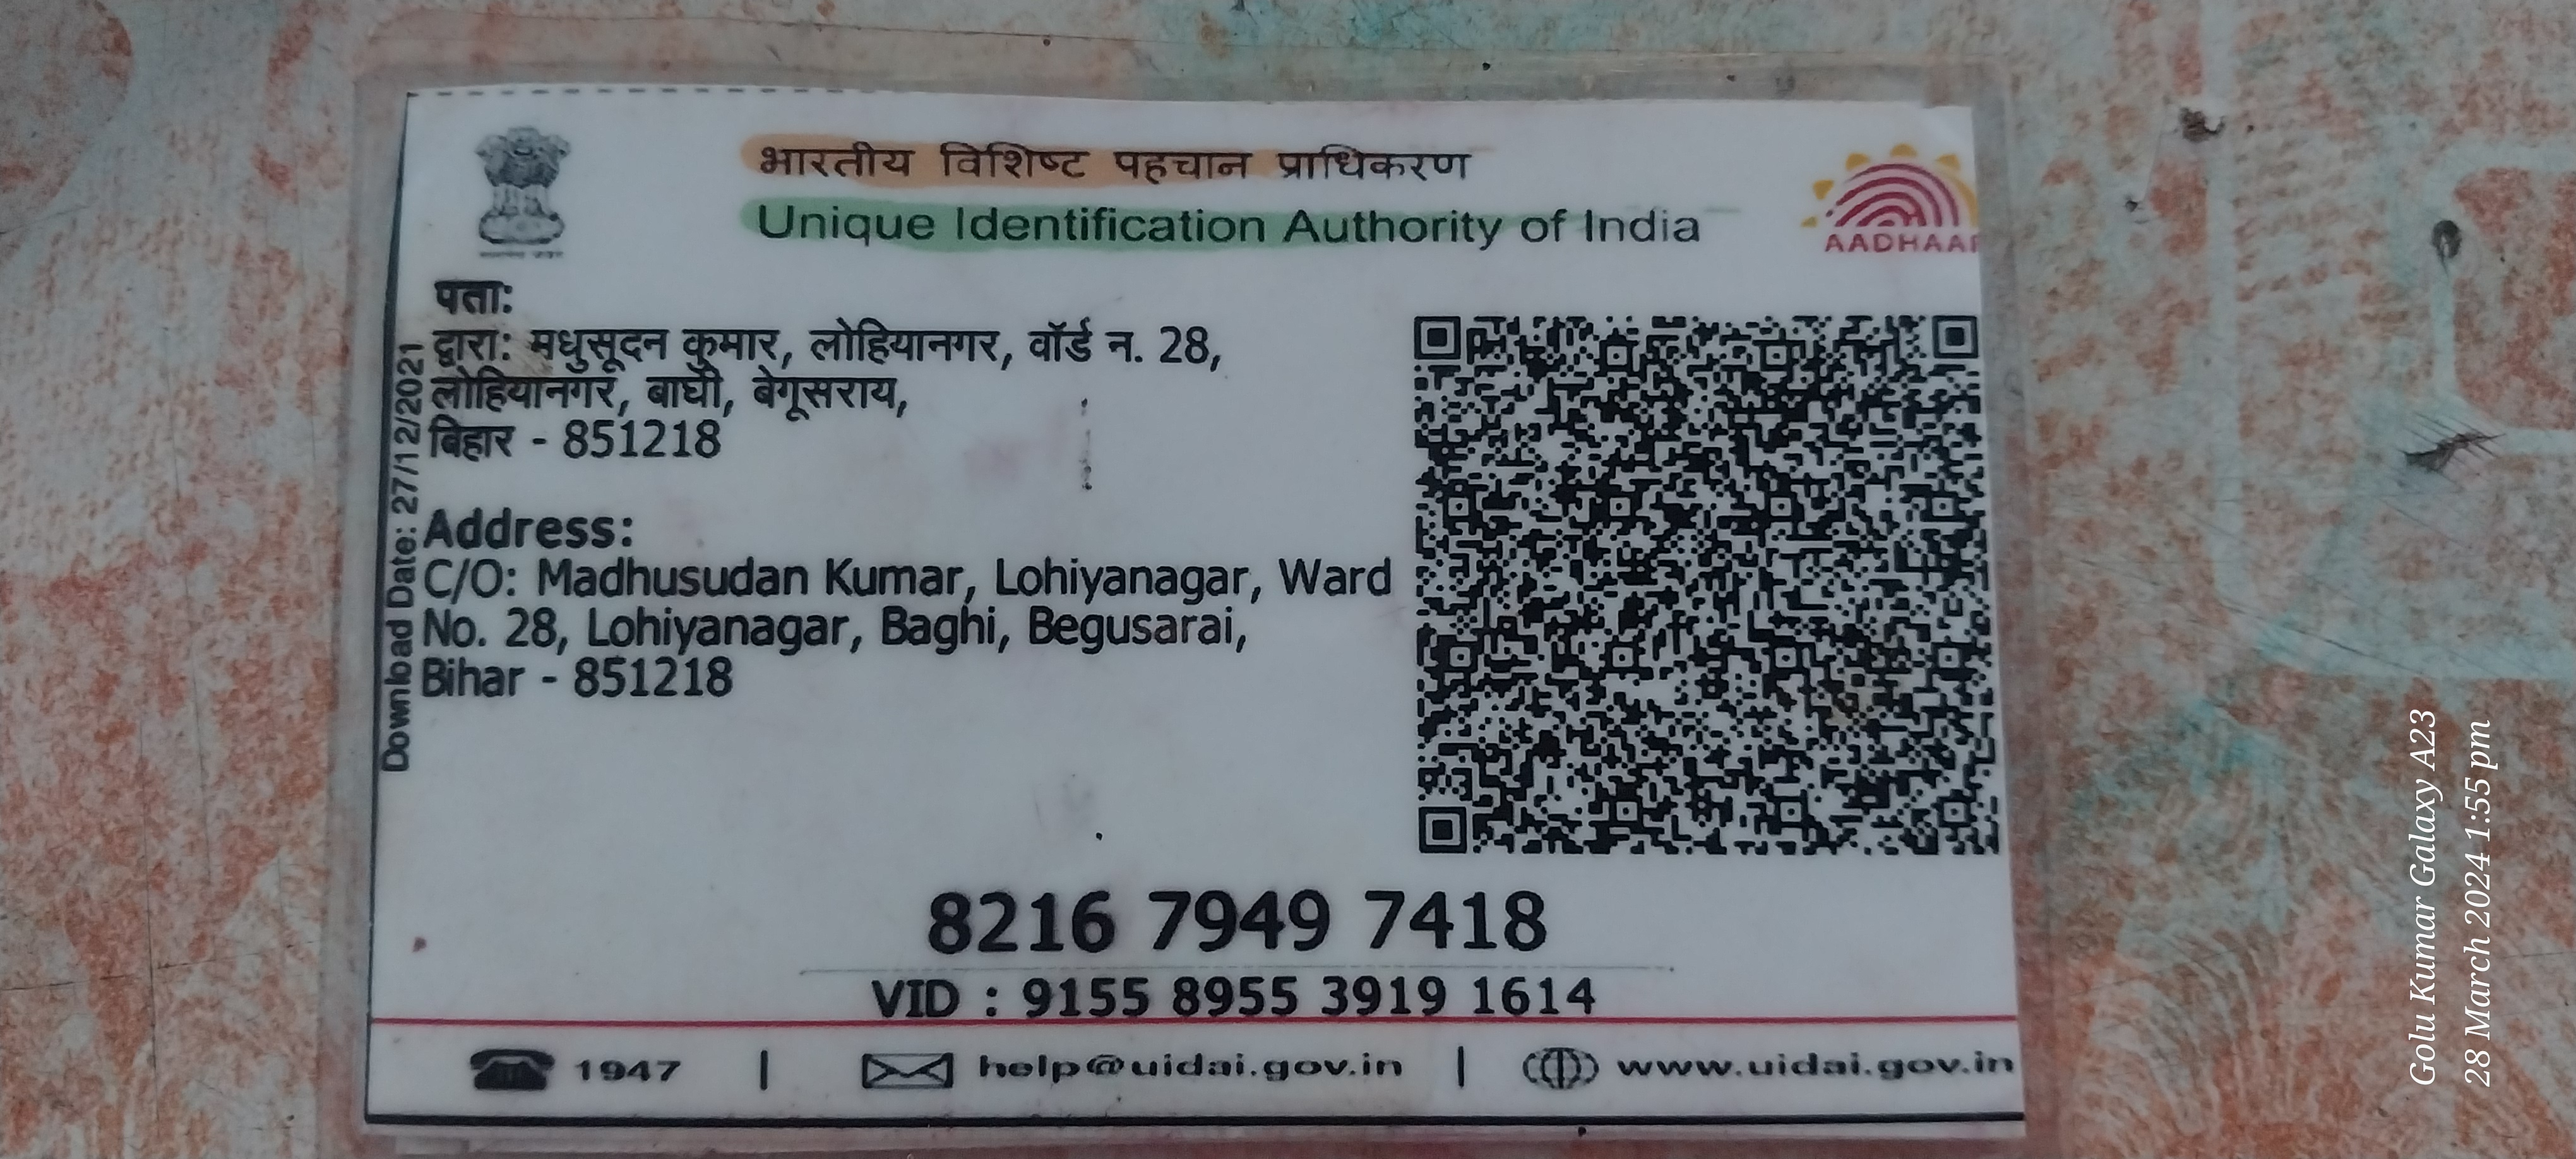 भारतीय विशिष्ट पहचान प्राधिकरण
Unique Identification Authority of India
AADHAAR
पता:
द्वारा: मधुसूदन कुमार, लोहियानगर, वॉर्ड न. 28,
लोहियानगर, बाघी, बेगूसराय,
बिहार - 851218
Address:
C/O: Madhusudan Kumar, Lohiyanagar, Ward
No. 28, Lohiyanagar, Baghi, Begusarai,
Bihar - 851218
Download Date: 27/12/2021
8216 7949 7418
VID : 9155 8955 3919 1614
1947 | help@uidai.gov.in | www.uidai.gov.in
Golu Kumar Galaxy A23
28 March 2024 1:55 pm